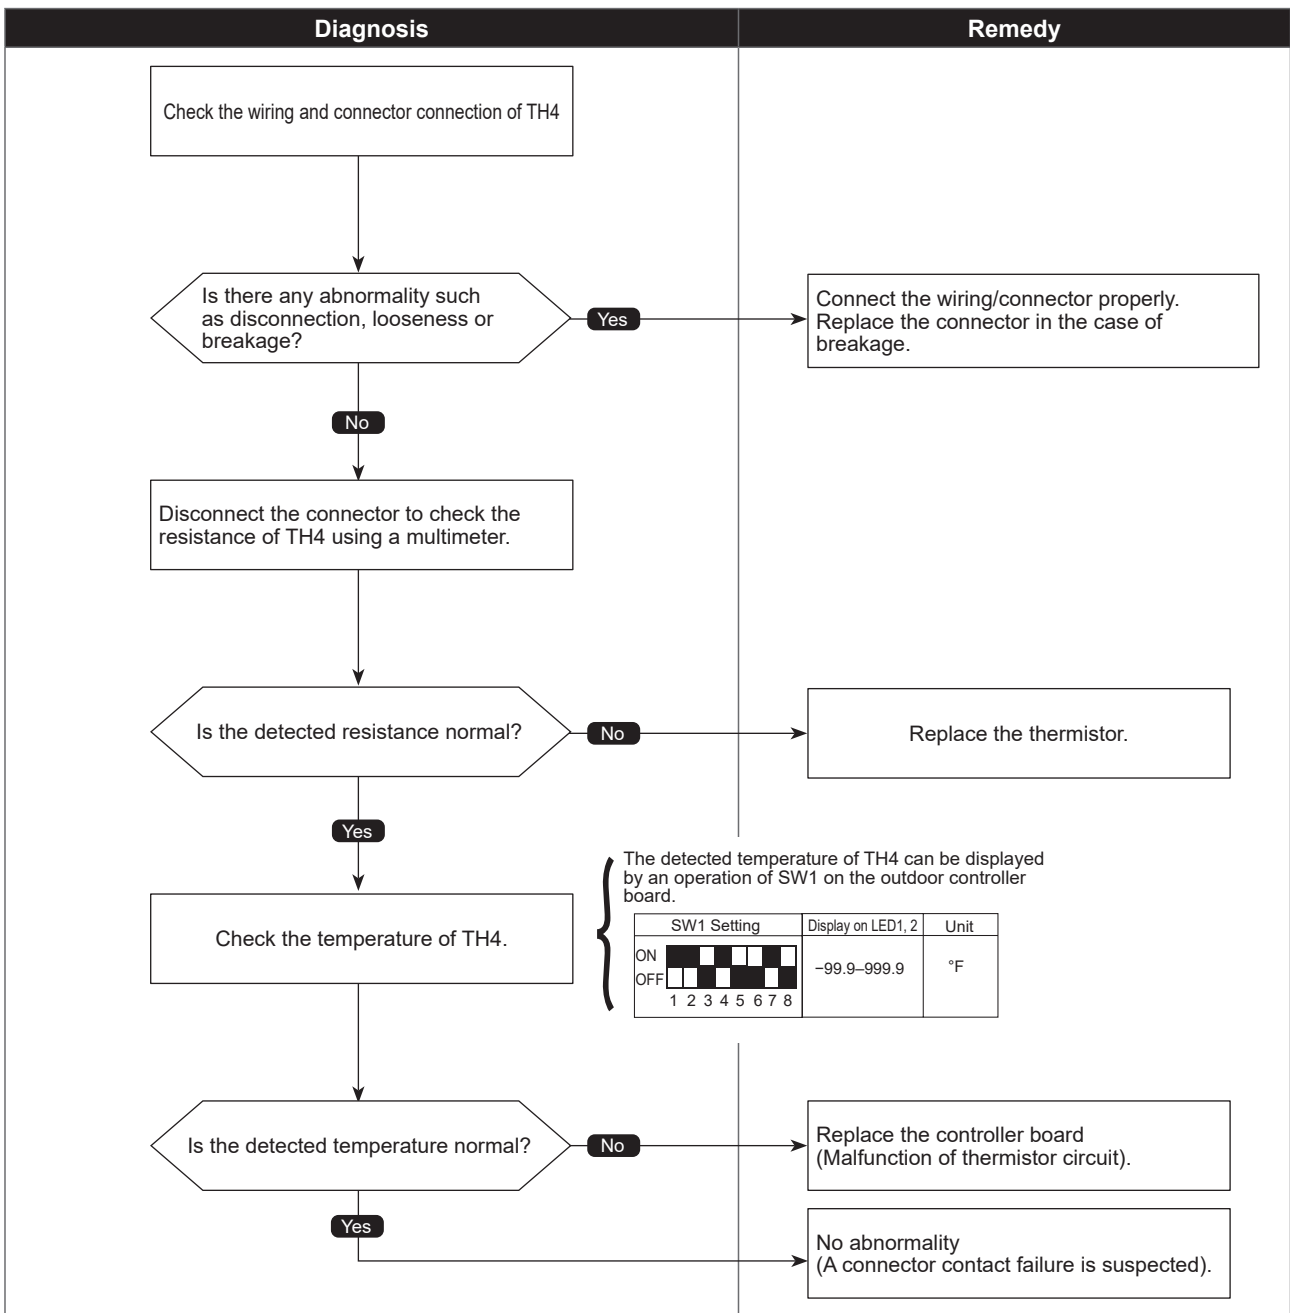 Diagnosis
Remedy
Check the wiring and connector connection of TH4
Is there any abnormality such
as disconnection, looseness or
breakage?
Yes
Connect the wiring/connector properly.
Replace the connector in the case of
breakage.
No
Disconnect the connector to check the
resistance of TH4 using a multimeter.
Is the detected resistance normal?
No
Replace the thermistor.
Yes
The detected temperature of TH4 can be displayed
by an operation of SW1 on the outdoor controller
board.
Check the temperature of TH4.
SW1 Setting
Display on LED1, 2
Unit
ON
OFF
1 2 3 4 5 6 7 8
−99.9–999.9
°F
Is the detected temperature normal?
No
Replace the controller board
(Malfunction of thermistor circuit).
Yes
No abnormality
(A connector contact failure is suspected).